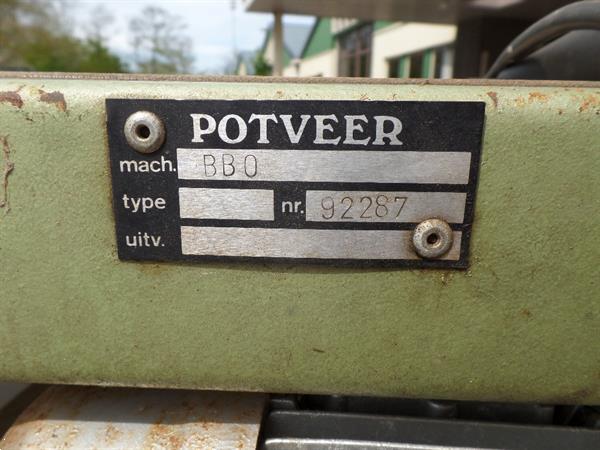 POTVEER
mach. BBO
type nr. 92287
uitv.